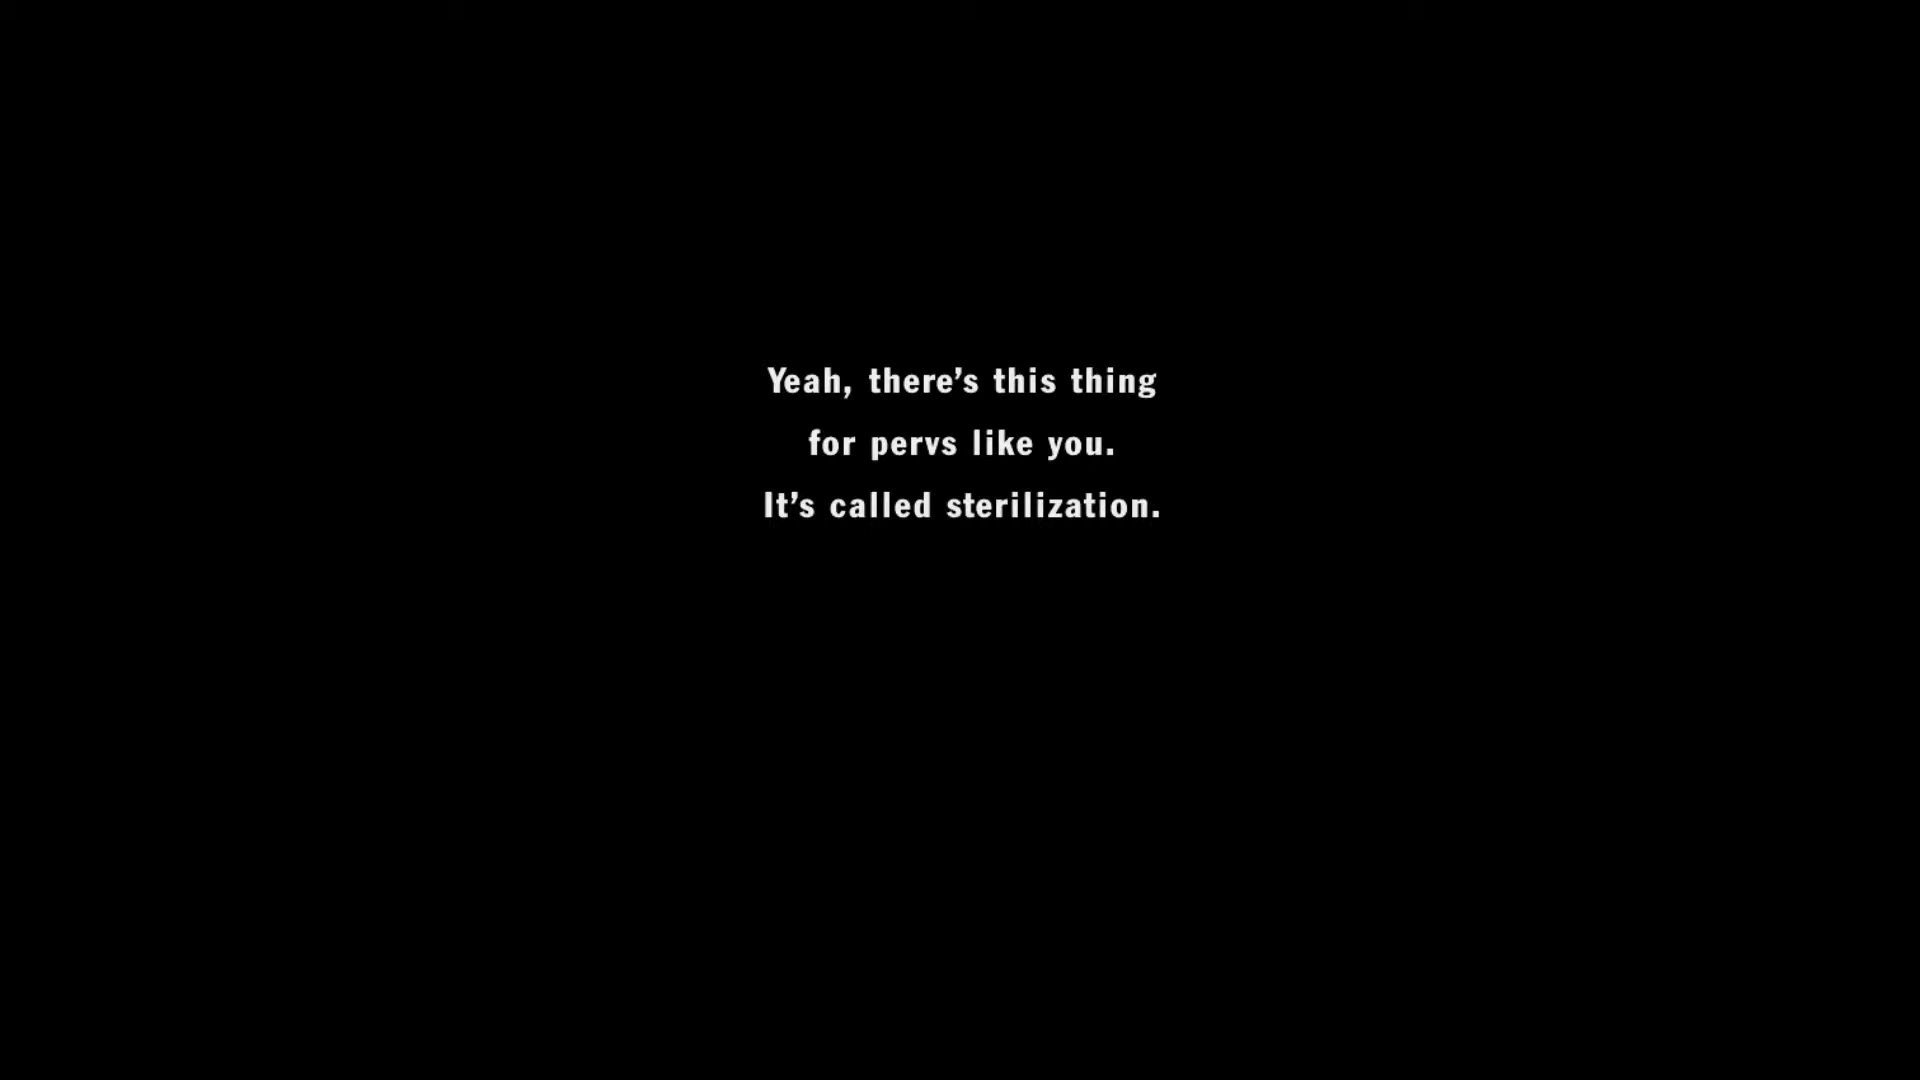 Yeah, there’s this thing
for pervs like you.
It’s called sterilization.